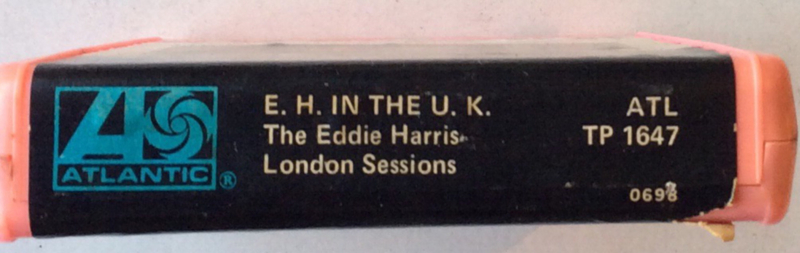 ATLANTIC ®
E. H. IN THE U. K.
The Eddie Harris
London Sessions
ATL
TP 1647